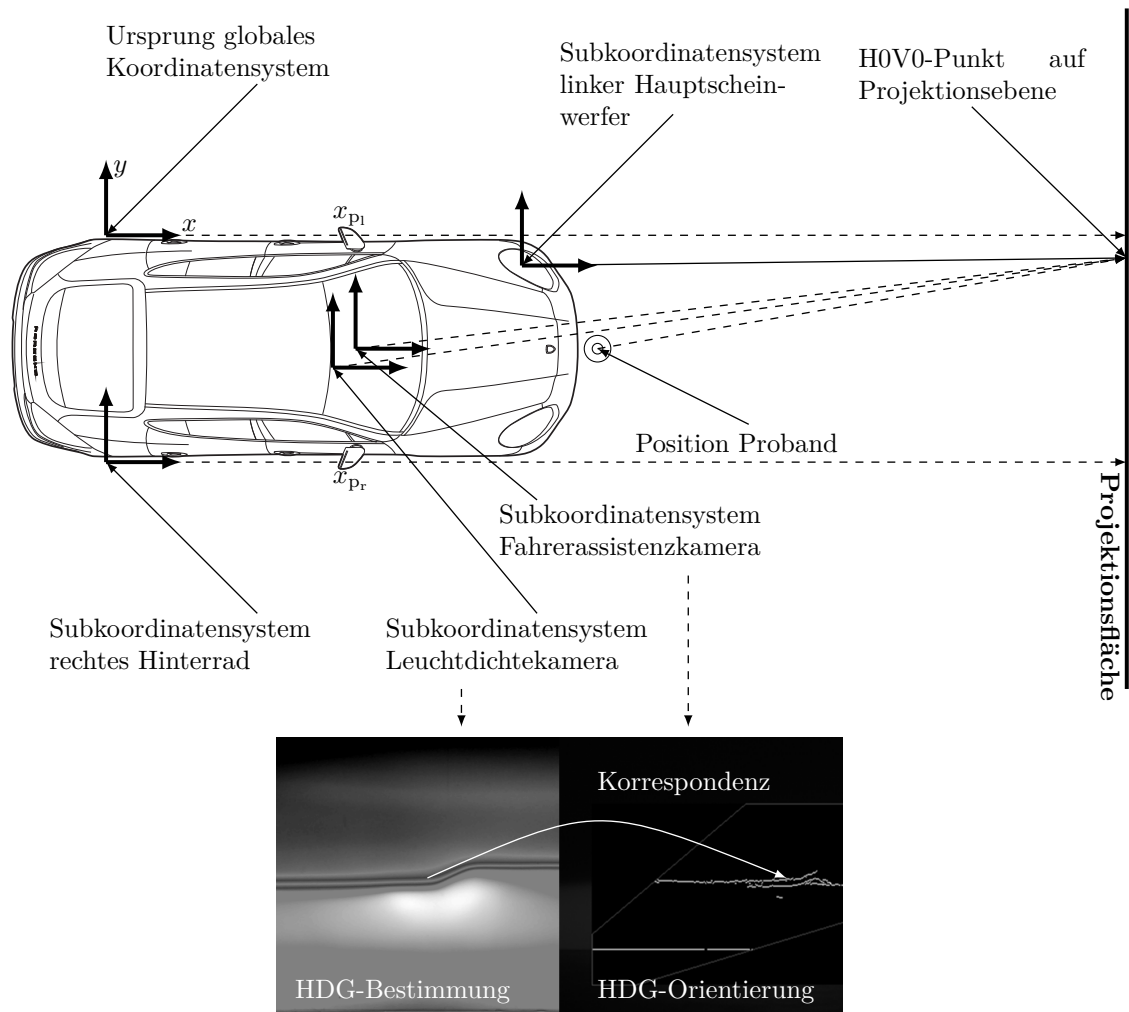 Ursprung globales
Koordinatensystem
Subkoordinatensystem
linker Hauptschein-
werfer
H0V0-Punkt auf
Projektionsebene
y
x
x_{p_l}
x_{p_r}
Position Proband
Projektionsfläche
Subkoordinatensystem
Fahrerassistenzkamera
Subkoordinatensystem
rechtes Hinterrad
Subkoordinatensystem
Leuchtdichtekamera
Korrespondenz
HDG-Bestimmung
HDG-Orientierung